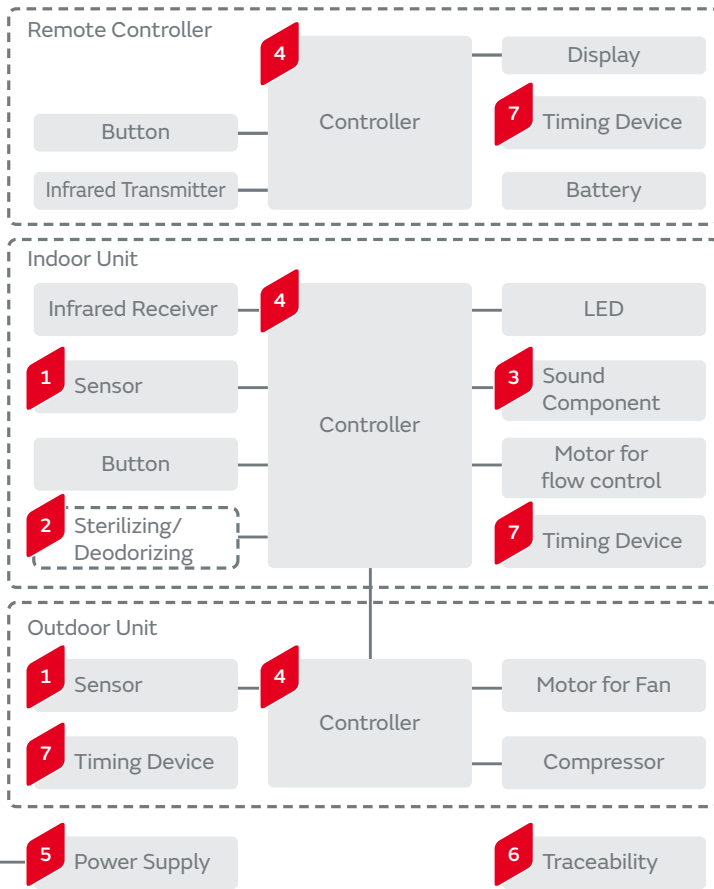 Remote Controller
4
Controller
Display
Button
7
Timing Device
Infrared Transmitter
Battery
Indoor Unit
Infrared Receiver
4
LED
1
Sensor
3
Sound
Component
Controller
Button
Motor for
flow control
2
Sterilizing/
Deodorizing
7
Timing Device
Outdoor Unit
1
Sensor
4
Controller
Motor for Fan
7
Timing Device
Compressor
5
Power Supply
6
Traceability